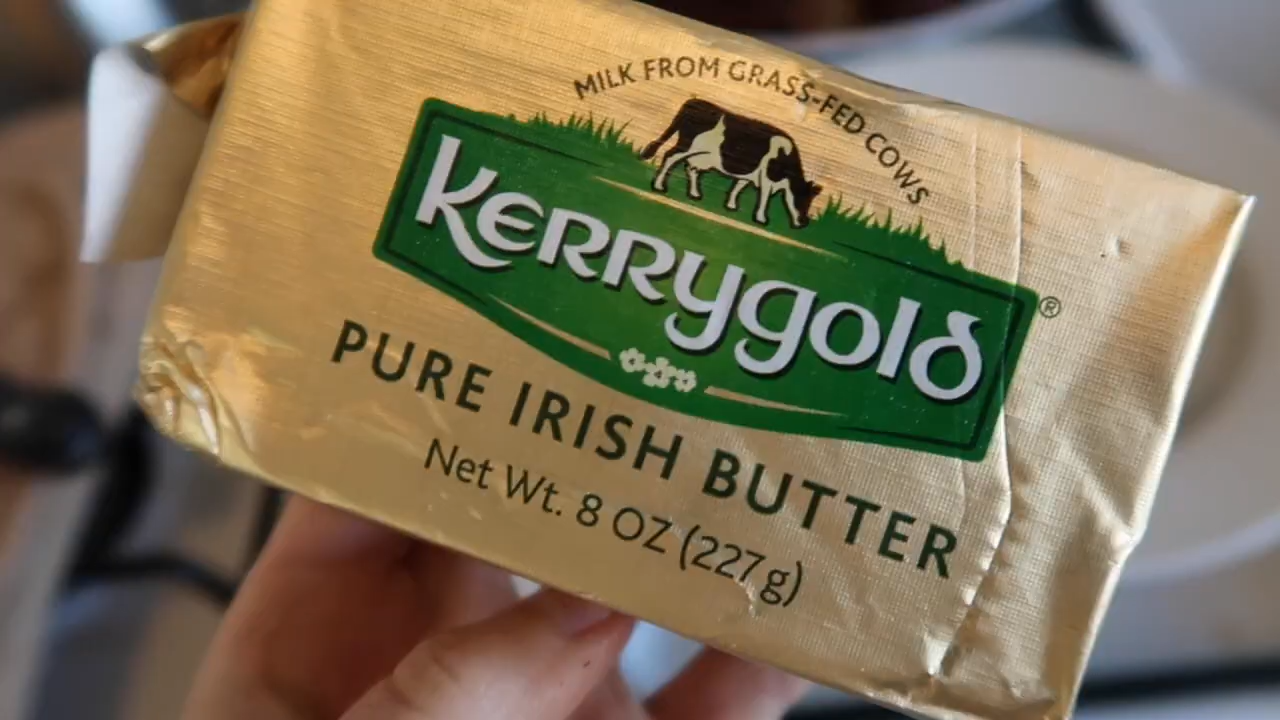 MILK FROM GRASS-FED COWS
KERRYgold®
PURE IRISH BUTTER
Net Wt. 8 OZ (227g)